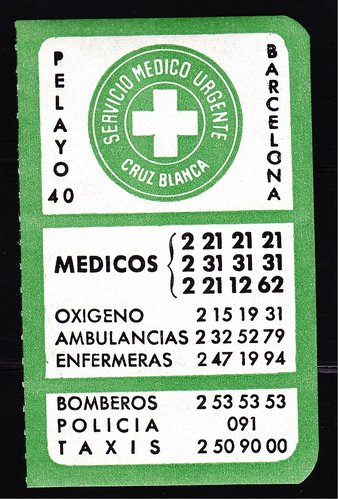 PELAYO 40
SERVICIO MEDICO URGENTE
CRUZ BLANCA
BARCELONA
MEDICOS { 2 21 21 21
2 31 31 31
2 21 12 62
OXIGENO 2 15 19 31
AMBULANCIAS 2 32 52 79
ENFERMERAS 2 47 19 94
BOMBEROS 2 53 53 53
POLICIA 091
TAXIS 2 50 90 00